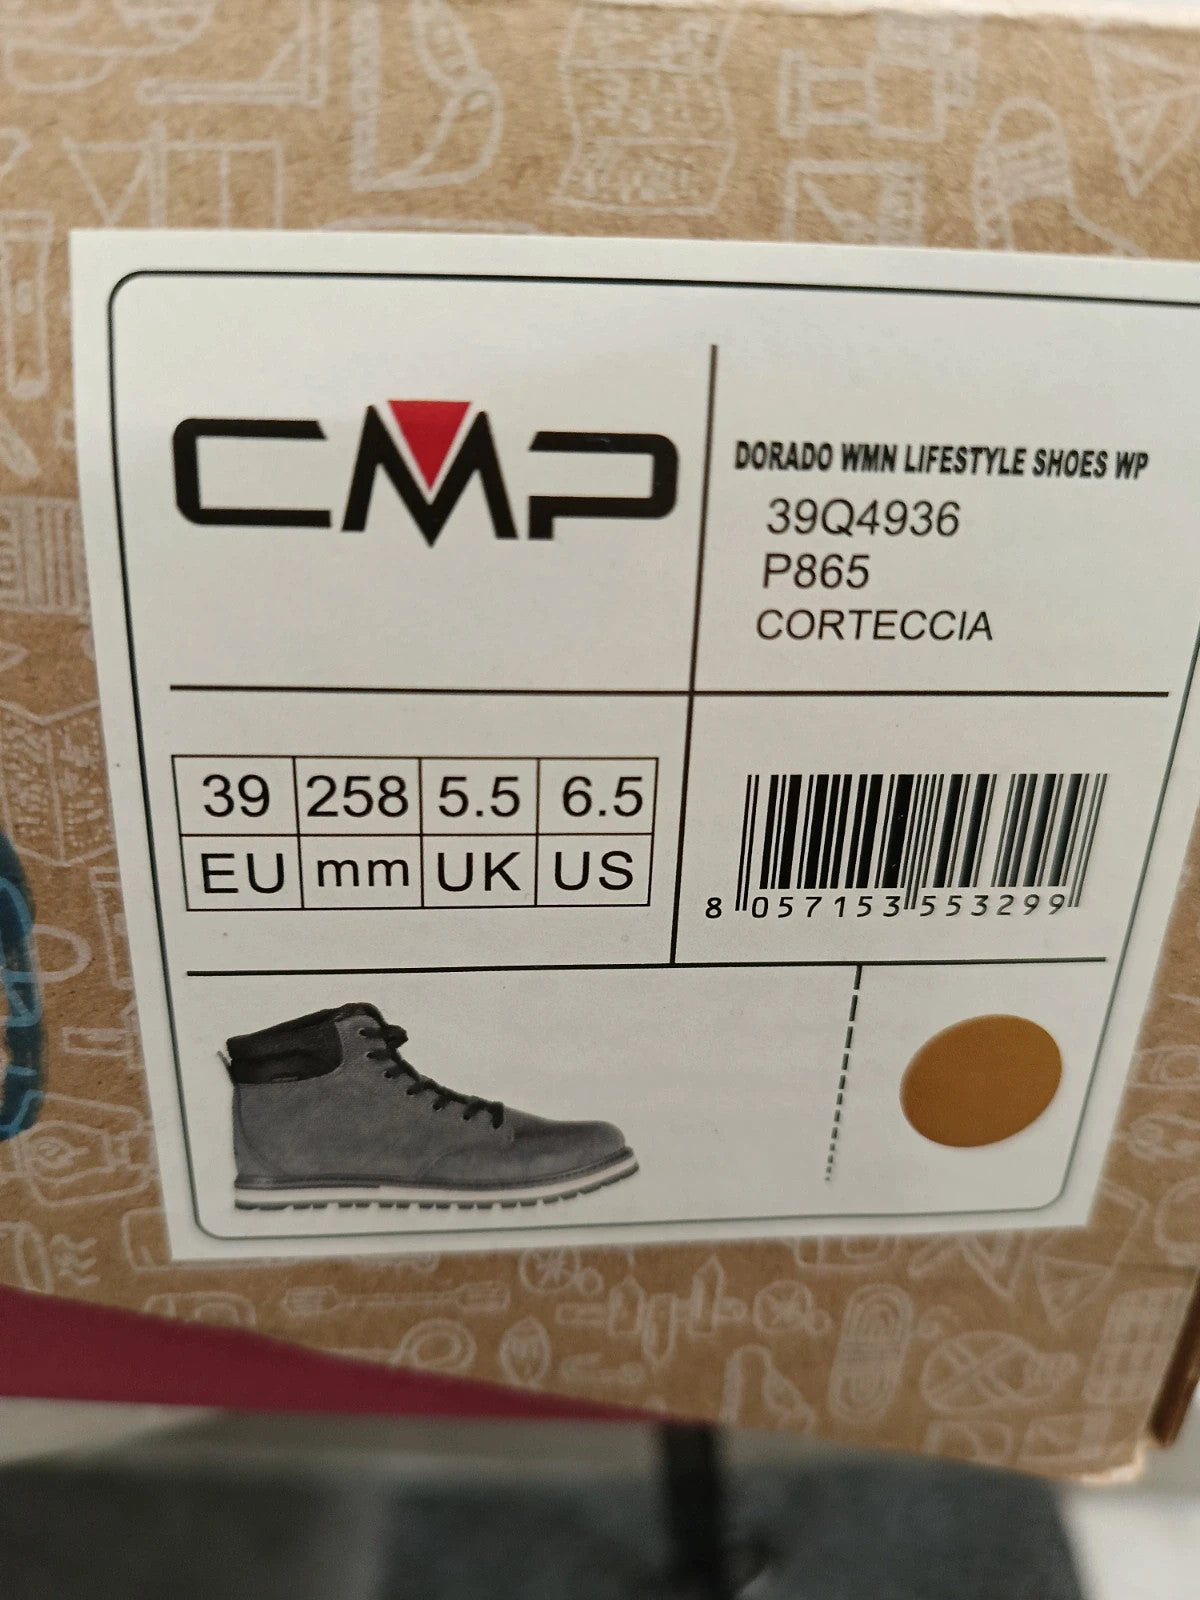 CMP
DORADO WMN LIFESTYLE SHOES WP
39Q4936
P865
CORTECCIA
39 258 5.5 6.5
EU mm UK US
8 057153 553299